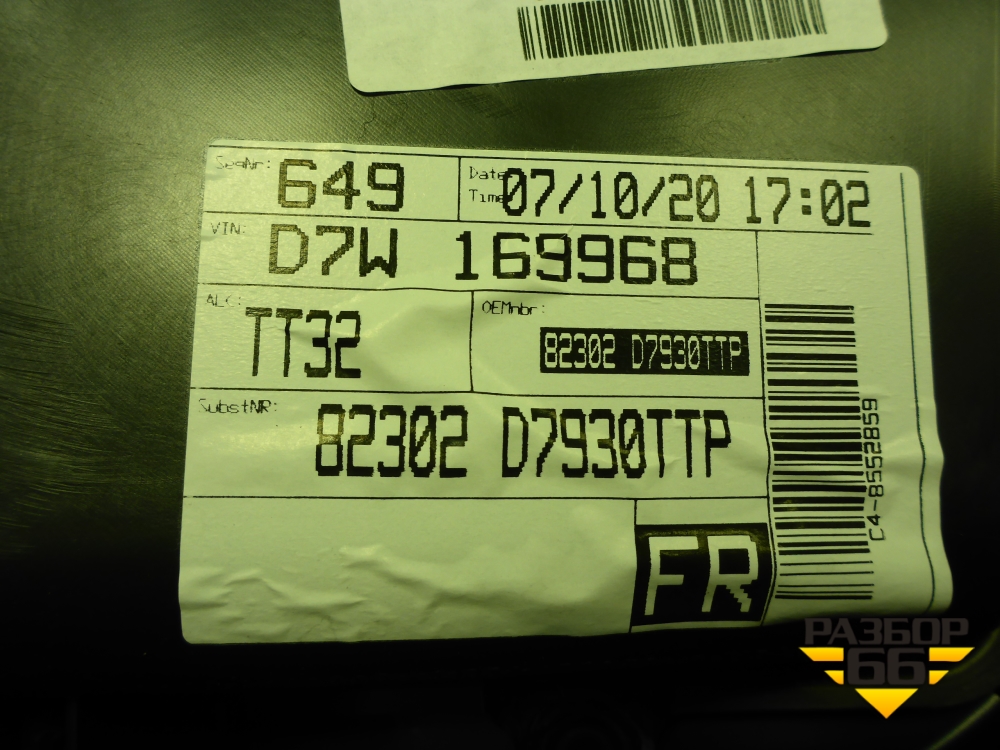 SeqNr: 649
Date
Time 07/10/20 17:02
VIN: D7W 169968
ALC: TT32
OEMnbr: 82302 D7930TTP
SubstNR: 82302 D7930TTP
C4-8552859
FR
РАЗБОР
66